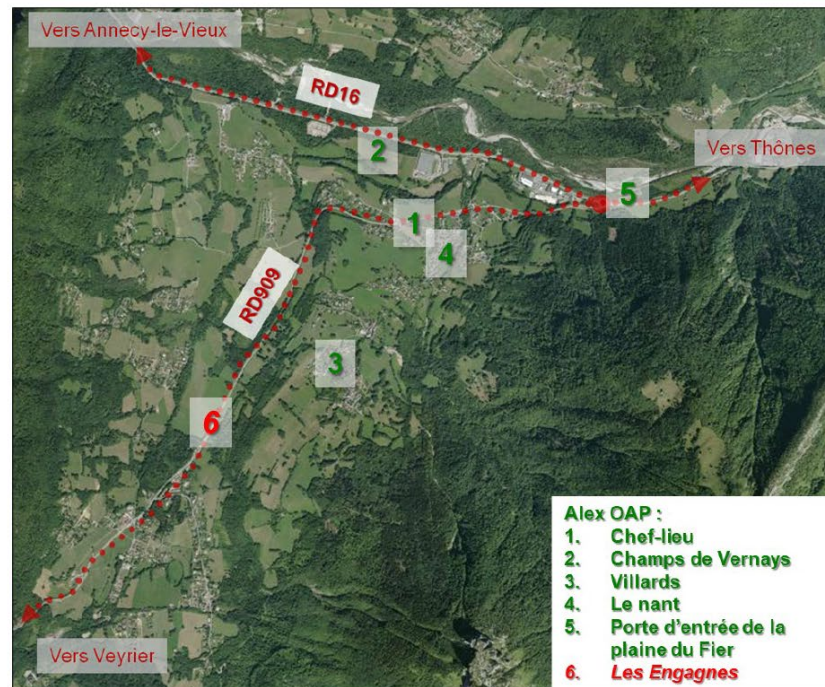 Vers Annecy-le-Vieux
RD16
2
Vers Thônes
5
1
4
RD909
3
6
Vers Veyrier
Alex OAP :
1. Chef-lieu
2. Champs de Vernays
3. Villards
4. Le nant
5. Porte d'entrée de la
plaine du Fier
6. Les Engagnes